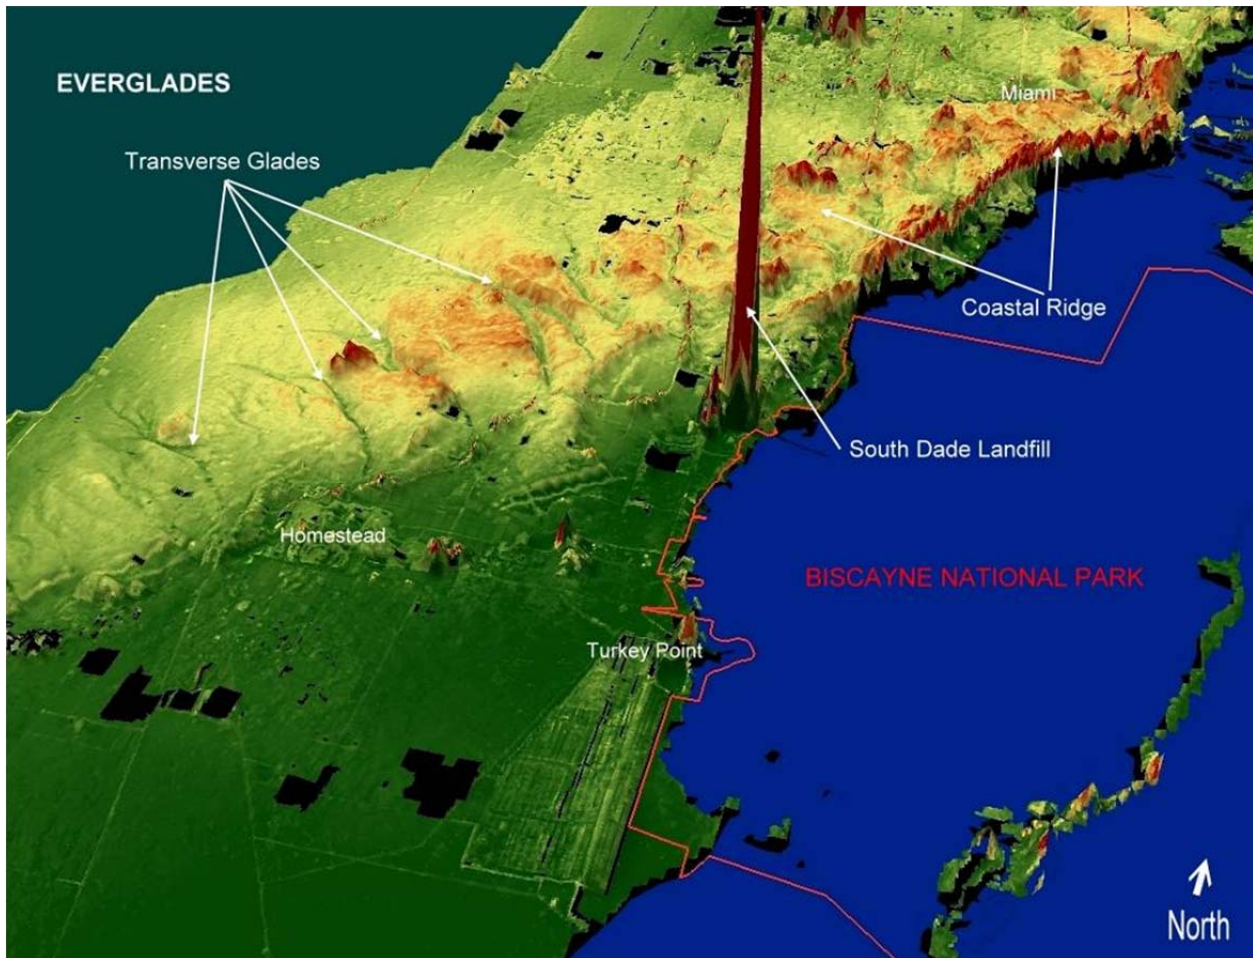 EVERGLADES
Miami
Transverse Glades
Coastal Ridge
South Dade Landfill
Homestead
BISCAYNE NATIONAL PARK
Turkey Point
North